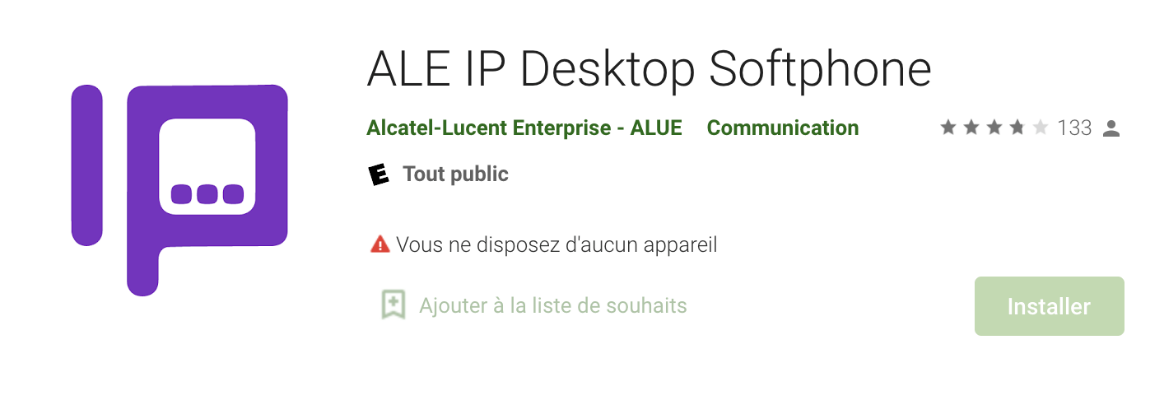 IP
ALE IP Desktop Softphone
Alcatel-Lucent Enterprise - ALUE Communication 133
E Tout public
Vous ne disposez d'aucun appareil
Ajouter à la liste de souhaits Installer